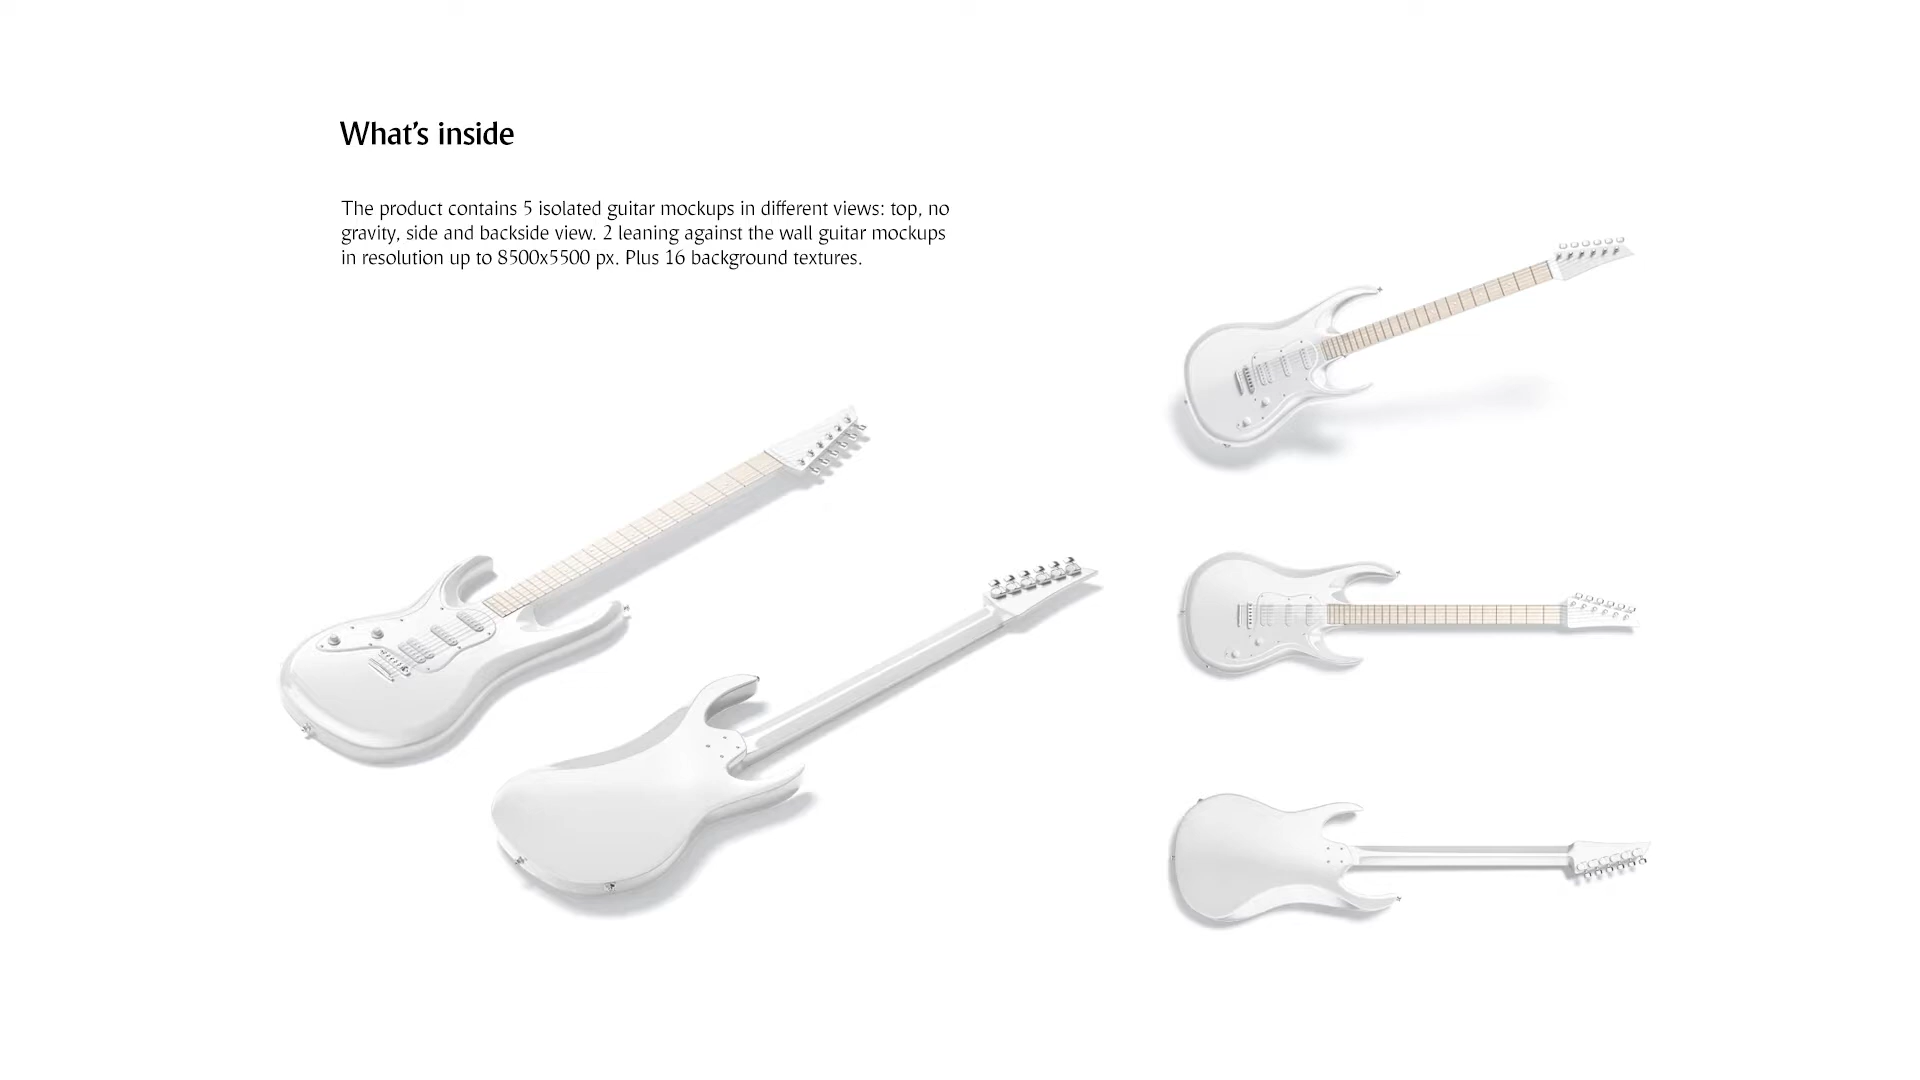 What’s inside
The product contains 5 isolated guitar mockups in different views: top, no
gravity, side and backside view. 2 leaning against the wall guitar mockups
in resolution up to 8500x5500 px. Plus 16 background textures.